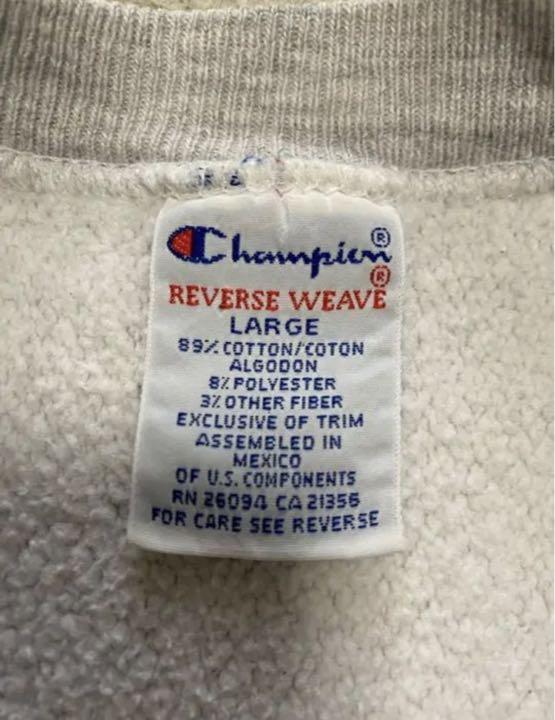 Champion®
REVERSE WEAVE®
LARGE
89% COTTON/COTON
ALGODON
8% POLYESTER
3% OTHER FIBER
EXCLUSIVE OF TRIM
ASSEMBLED IN
MEXICO
OF U.S. COMPONENTS
RN 26094 CA 21356
FOR CARE SEE REVERSE